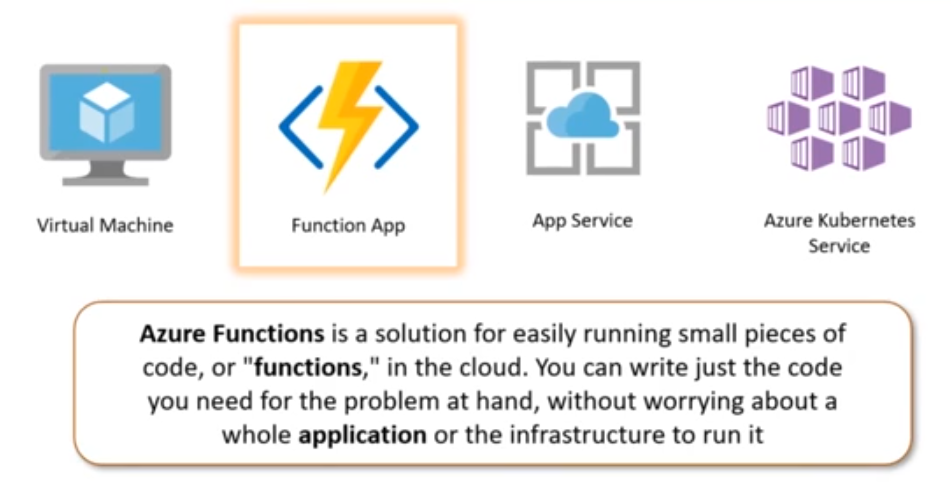 Virtual Machine
Function App
App Service
Azure Kubernetes
Service
Azure Functions is a solution for easily running small pieces of
code, or "functions," in the cloud. You can write just the code
you need for the problem at hand, without worrying about a
whole application or the infrastructure to run it